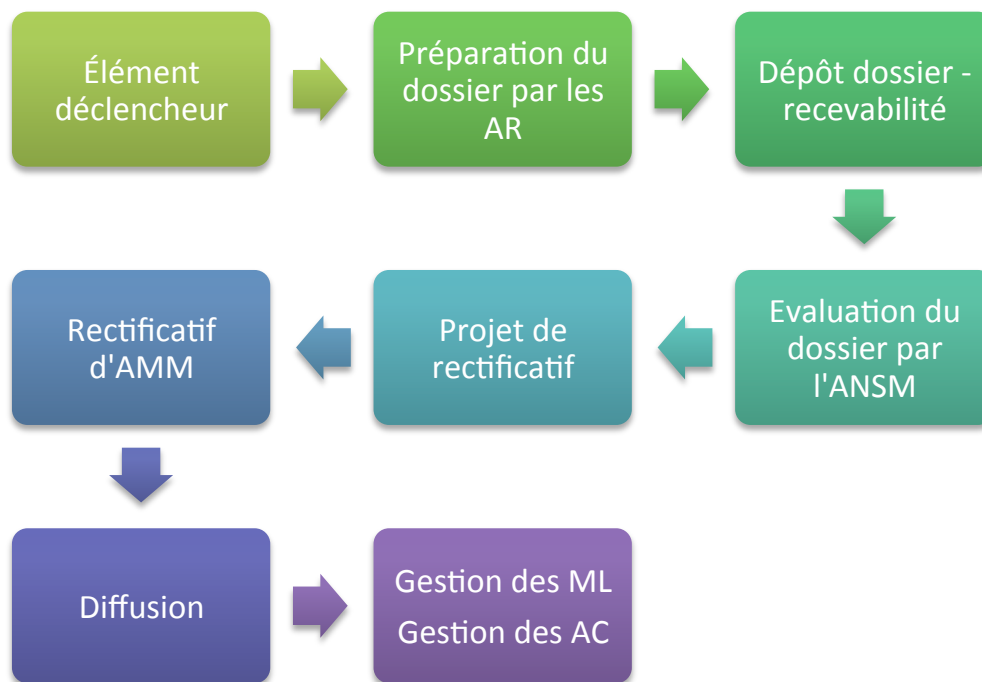 Élément
déclencheur
Préparation du
dossier par les
AR
Dépôt dossier -
recevabilité
Evaluation du
dossier par
l'ANSM
Projet de
rectificatif
Rectificatif
d'AMM
Diffusion
Gestion des ML
Gestion des AC